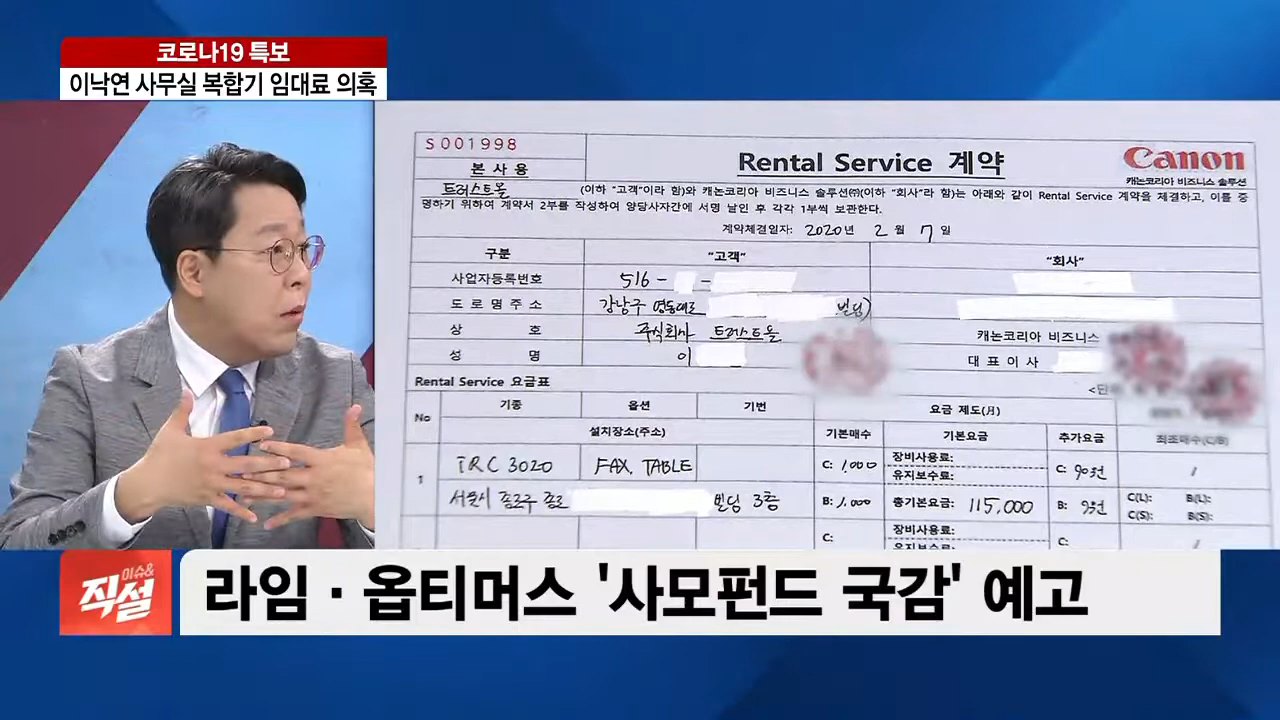 코로나19 특보
이낙연 사무실 복합기 임대료 의혹
S001998
본 사 용
Rental Service 계약
Canon
캐논코리아 비즈니스 솔루션
트러스트올 (이하 "고객"이라 함)와 캐논코리아 비즈니스 솔루션㈜(이하 "회사"라 함)는 아래와 같이 Rental Service 계약을 체결하고, 이를 증
명하기 위하여 계약서 2부를 작성하여 양당사자간에 서명 날인 후 각각 1부씩 보관한다.
계약체결일자: 2020년 2 월 7 일
구분 "고객" "회사"
사업자등록번호 516 - -
도 로 명 주 소 강남구 영동대로 빌딩)
상 호 주식회사 트러스트올 캐논코리아 비즈니스
성 명 이 대 표 이 사
Rental Service 요금표
No 기종 옵션 기번 요금 제도(月)
설치장소(주소) 기본매수 기본요금 추가요금 최초매수(C/B)
1 IRC 3020 FAX, TABLE C: 1,000 장비사용료: 유지보수료: C: 90원 /
서울시 종로구 종로 빌딩 3층 B: 1,000 총기본요금: 115,000 B: 9원 C(L): B(L):
C(S): B(S):
C: 장비사용료: C: /
유지보수료:
이슈&
직설
라임 · 옵티머스 '사모펀드 국감' 예고